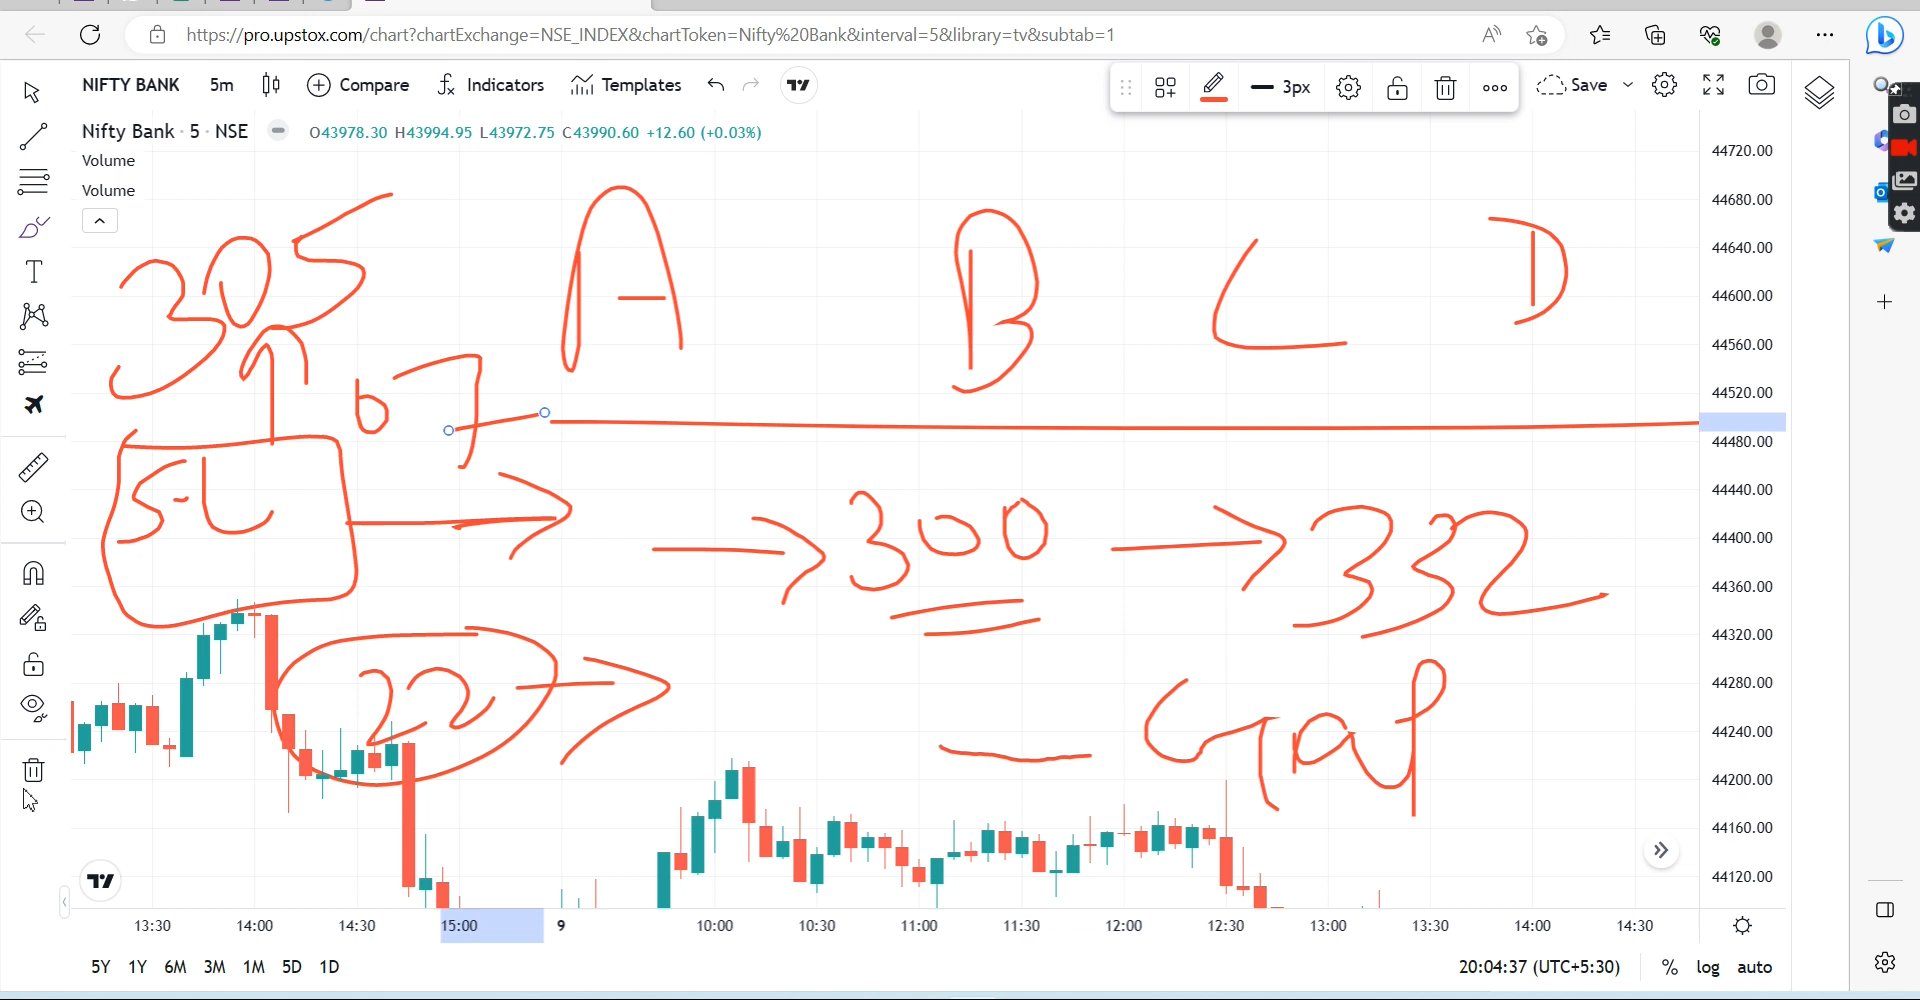 https://pro.upstox.com/chart?chartExchange=NSE_INDEX&chartToken=Nifty%20Bank&interval=5&library=tv&subtab=1
NIFTY BANK 5m Compare Indicators Templates 3px Save
Nifty Bank · 5 · NSE O43978.30 H43994.95 L43972.75 C43990.60 +12.60 (+0.03%)
Volume
Volume
305 A B C D
67
300 332
22
Gap
44720.00
44680.00
44640.00
44600.00
44560.00
44520.00
44480.00
44440.00
44400.00
44360.00
44320.00
44280.00
44240.00
44200.00
44160.00
44120.00
13:30 14:00 14:30 15:00 9 10:00 10:30 11:00 11:30 12:00 12:30 13:00 13:30 14:00 14:30
5Y 1Y 6M 3M 1M 5D 1D 20:04:37 (UTC+5:30) % log auto